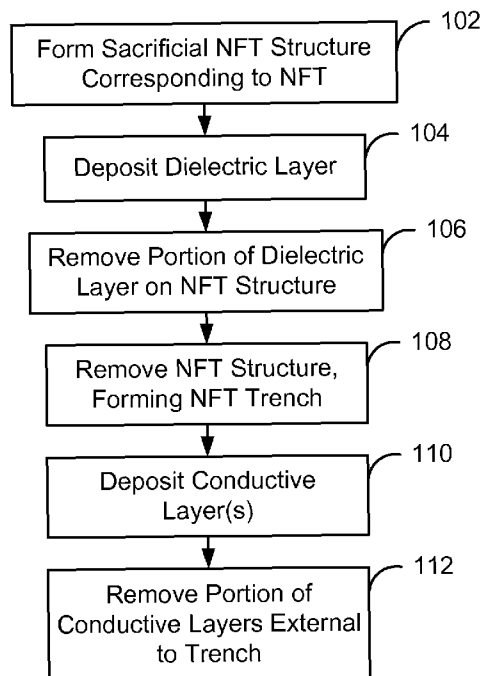 102
Form Sacrificial NFT Structure
Corresponding to NFT
104
Deposit Dielectric Layer
106
Remove Portion of Dielectric
Layer on NFT Structure
108
Remove NFT Structure,
Forming NFT Trench
110
Deposit Conductive
Layer(s)
112
Remove Portion of
Conductive Layers External
to Trench